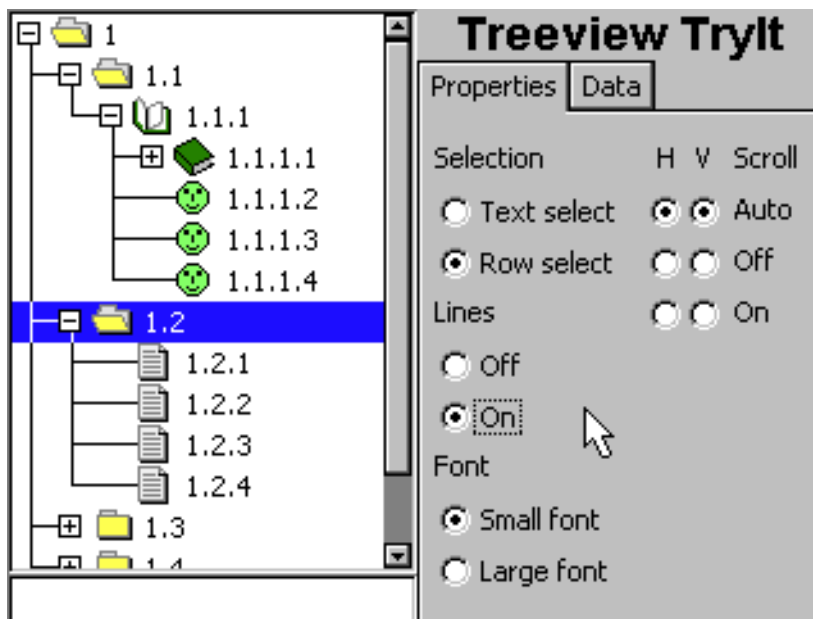 1
1.1
1.1.1
1.1.1.1
1.1.1.2
1.1.1.3
1.1.1.4
1.2
1.2.1
1.2.2
1.2.3
1.2.4
1.3
1.4
Treeview TryIt
Properties Data
Selection H V Scroll
Text select Auto
Row select Off
Lines On
Off
On
Font
Small font
Large font